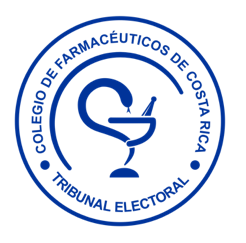 COLEGIO DE FARMACÉUTICOS DE COSTA RICA
TRIBUNAL ELECTORAL